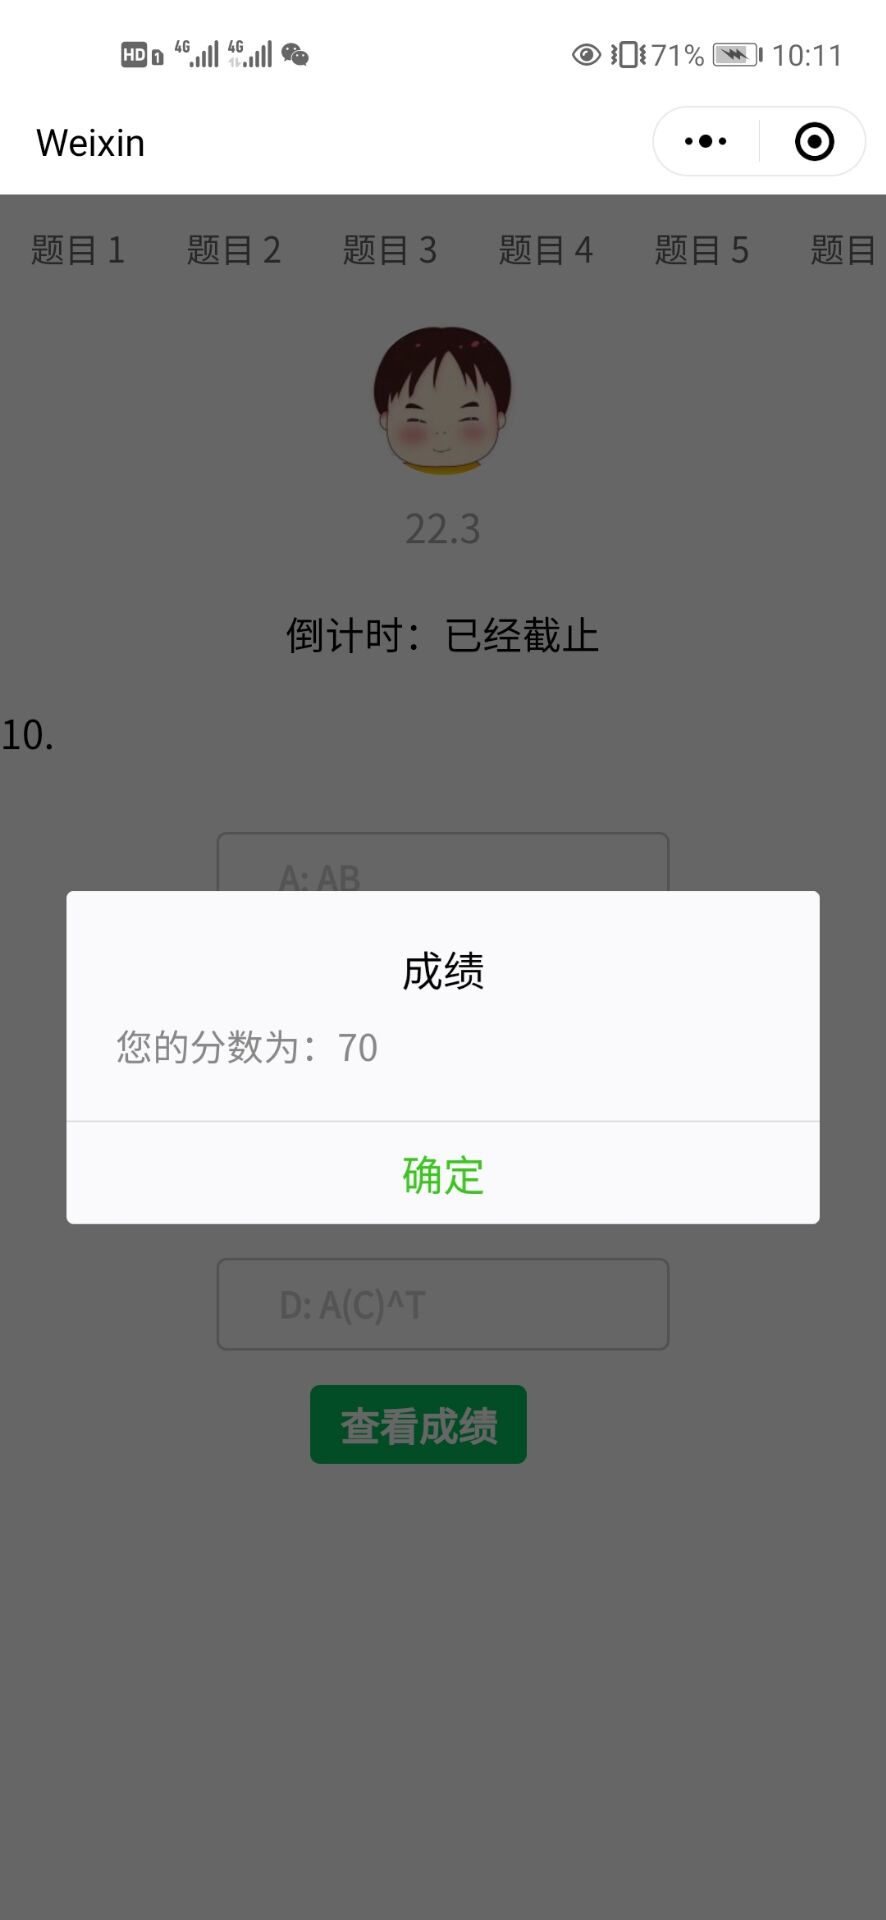 HD 1 4G 4G 71% 10:11
Weixin
题目 1 题目 2 题目 3 题目 4 题目 5 题目
22.3
倒计时：已经截止
10.
A: AB
成绩
您的分数为：70
确定
D: A(C)^T
查看成绩